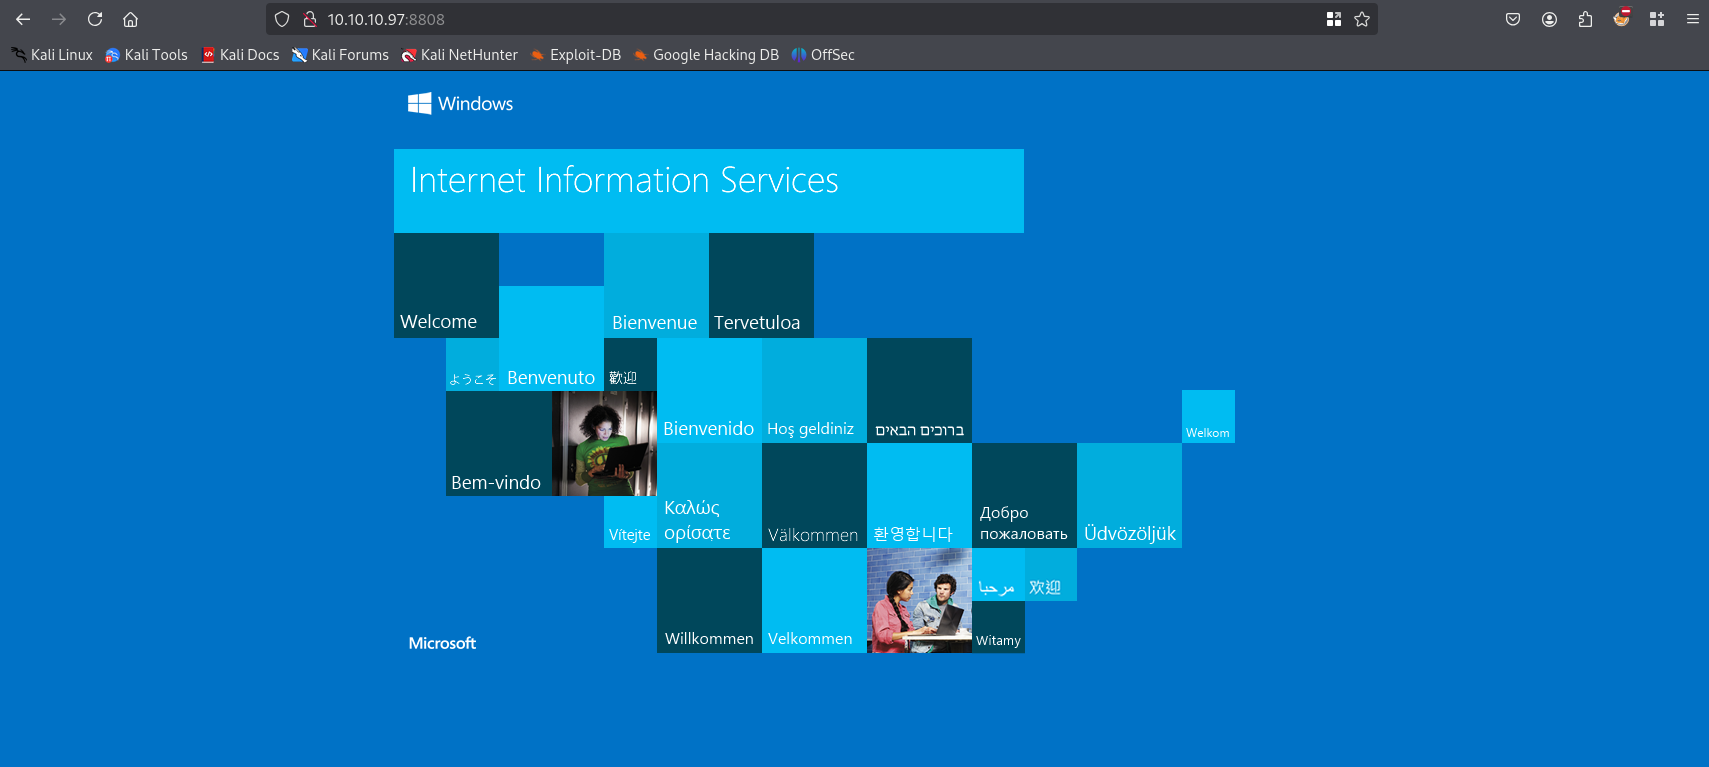 10.10.10.97:8808
Kali Linux
Kali Tools
Kali Docs
Kali Forums
Kali NetHunter
Exploit-DB
Google Hacking DB
OffSec
Windows
Internet Information Services
Welcome
Bienvenue
Tervetuloa
ようこそ
Benvenuto
歡迎
Bienvenido
Hoş geldiniz
ברוכים הבאים
Welkom
Bem-vindo
Καλώς
ορίσατε
Vítejte
Välkommen
환영합니다
Добро
пожаловать
Üdvözöljük
مرحبا
欢迎
Microsoft
Willkommen
Velkommen
Witamy